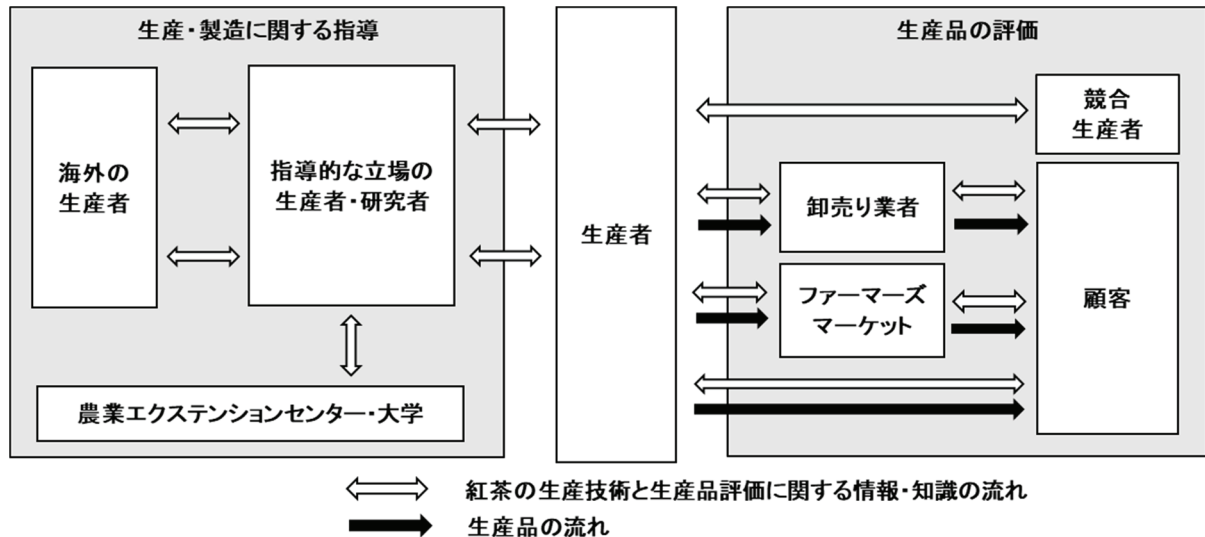 生産・製造に関する指導
海外の
生産者
指導的な立場の
生産者・研究者
農業エクステンションセンター・大学
生産者
生産品の評価
競合
生産者
卸売り業者
ファーマーズ
マーケット
顧客
紅茶の生産技術と生産品評価に関する情報・知識の流れ
生産品の流れ